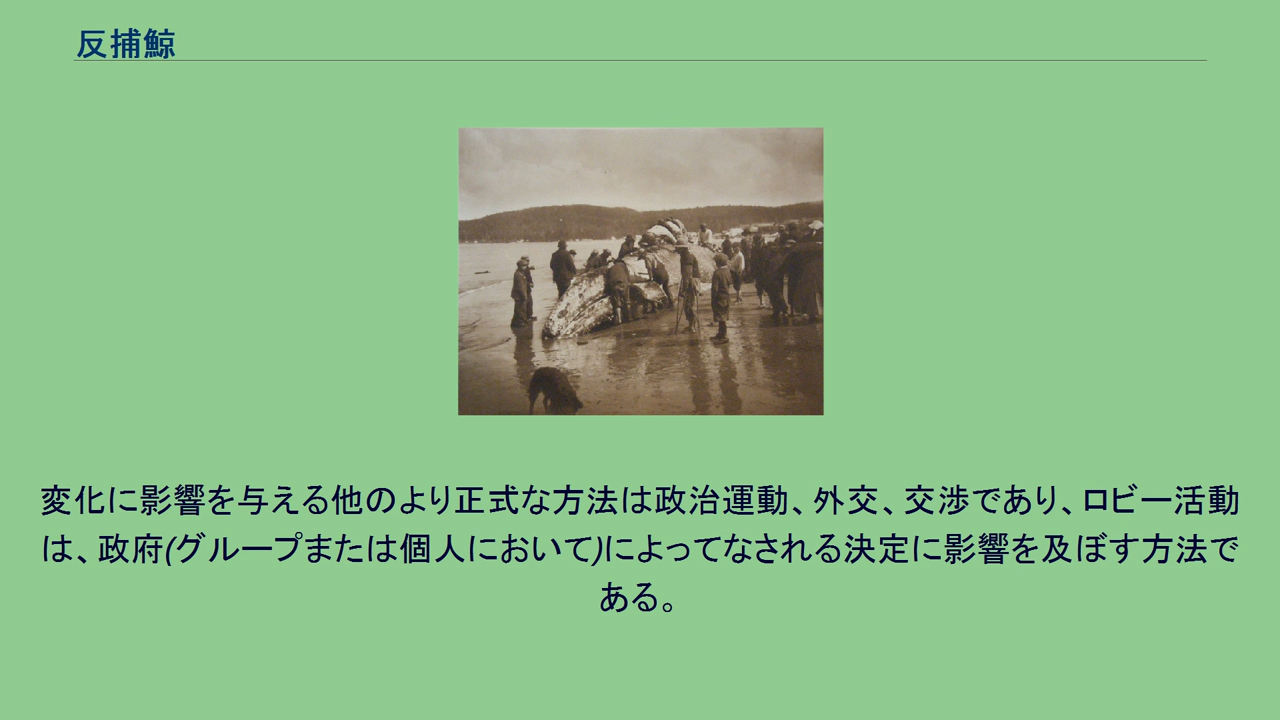 反捕鯨
変化に影響を与える他のより正式な方法は政治運動、外交、交渉であり、ロビー活動
は、政府(グループまたは個人において)によってなされる決定に影響を及ぼす方法で
ある。